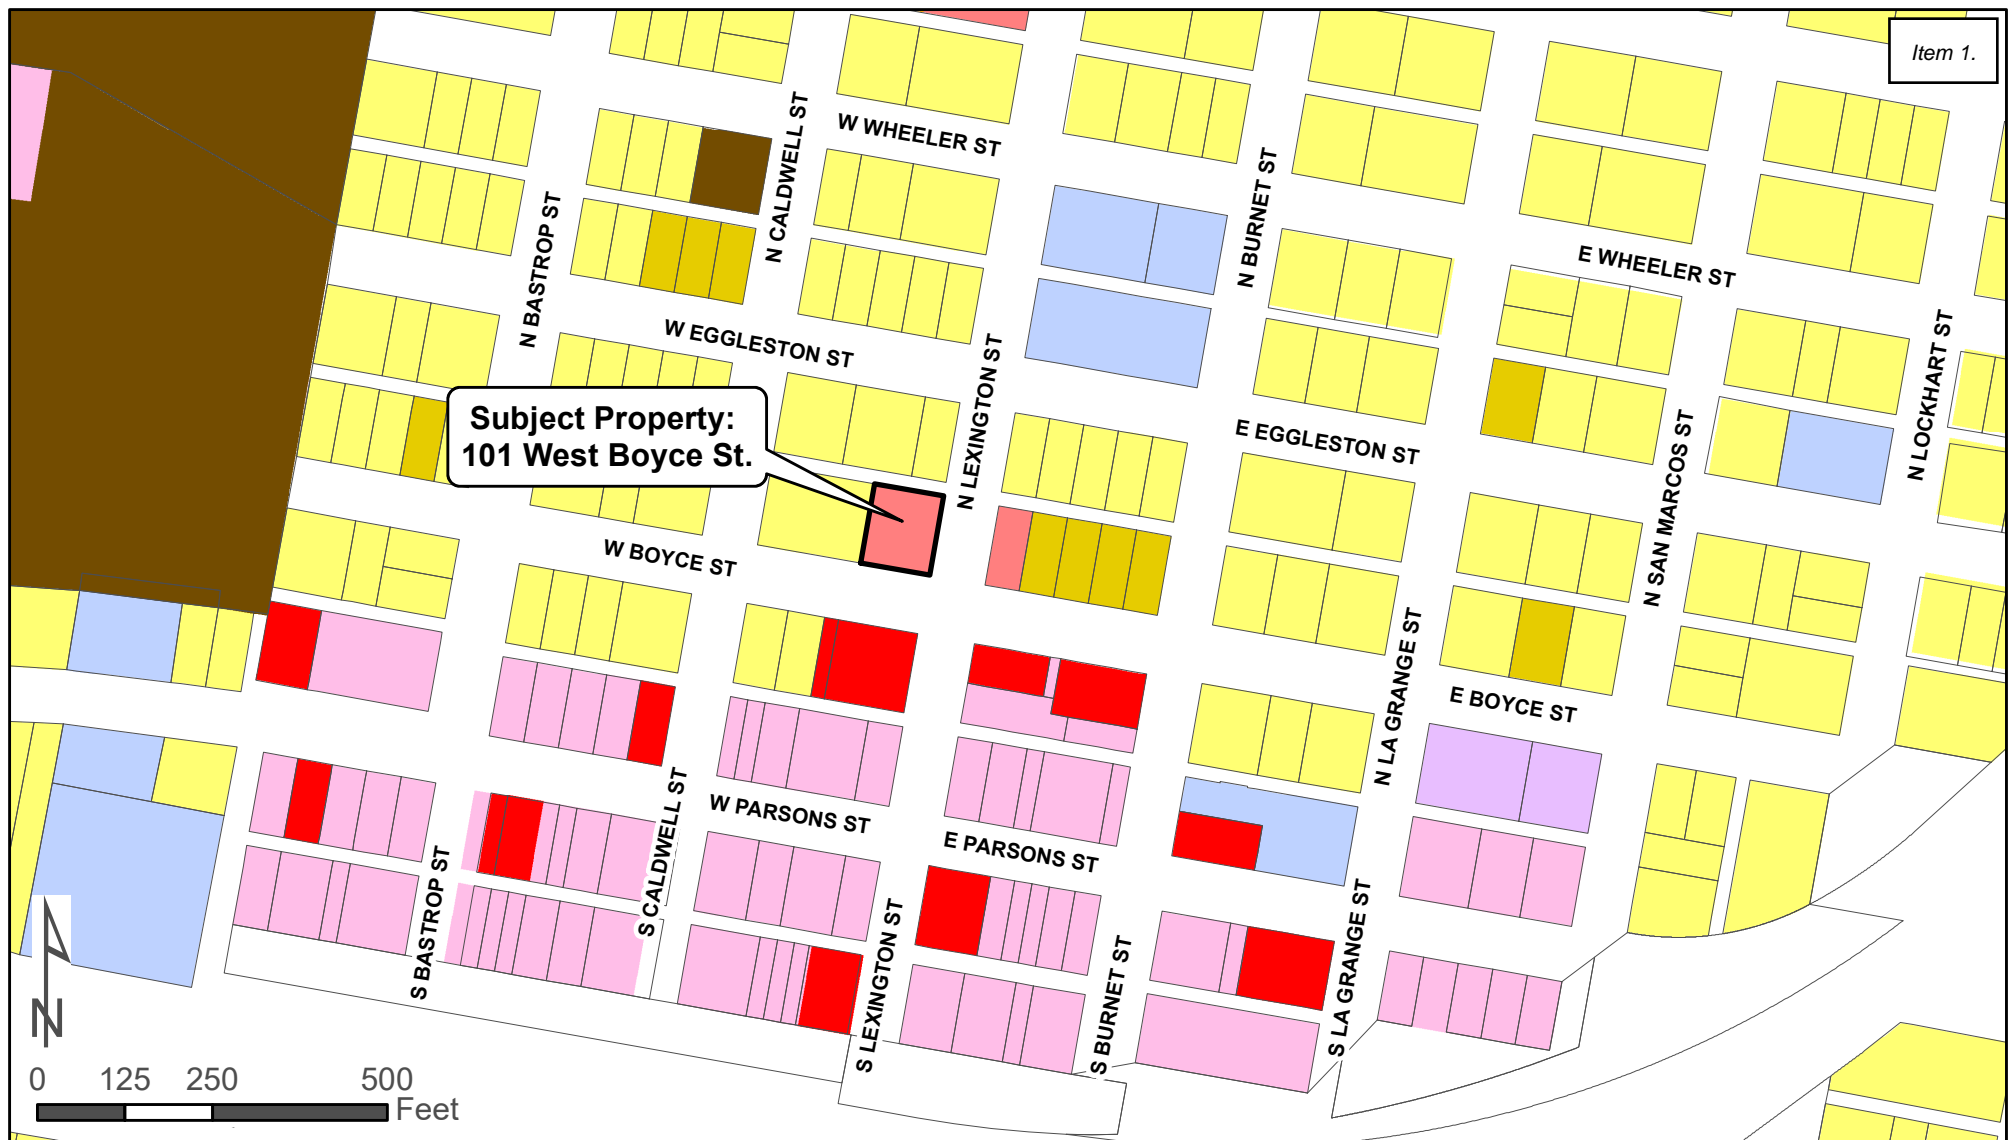 Item 1.
W WHEELER ST
N CALDWELL ST
N BURNET ST
N BASTROP ST
E WHEELER ST
W EGGLESTON ST
N LEXINGTON ST
N LOCKHART ST
Subject Property:
101 West Boyce St.
E EGGLESTON ST
N SAN MARCOS ST
W BOYCE ST
N LA GRANGE ST
E BOYCE ST
S CALDWELL ST
W PARSONS ST
E PARSONS ST
S BASTROP ST
S LEXINGTON ST
S BURNET ST
S LA GRANGE ST
N
0 125 250 500
Feet